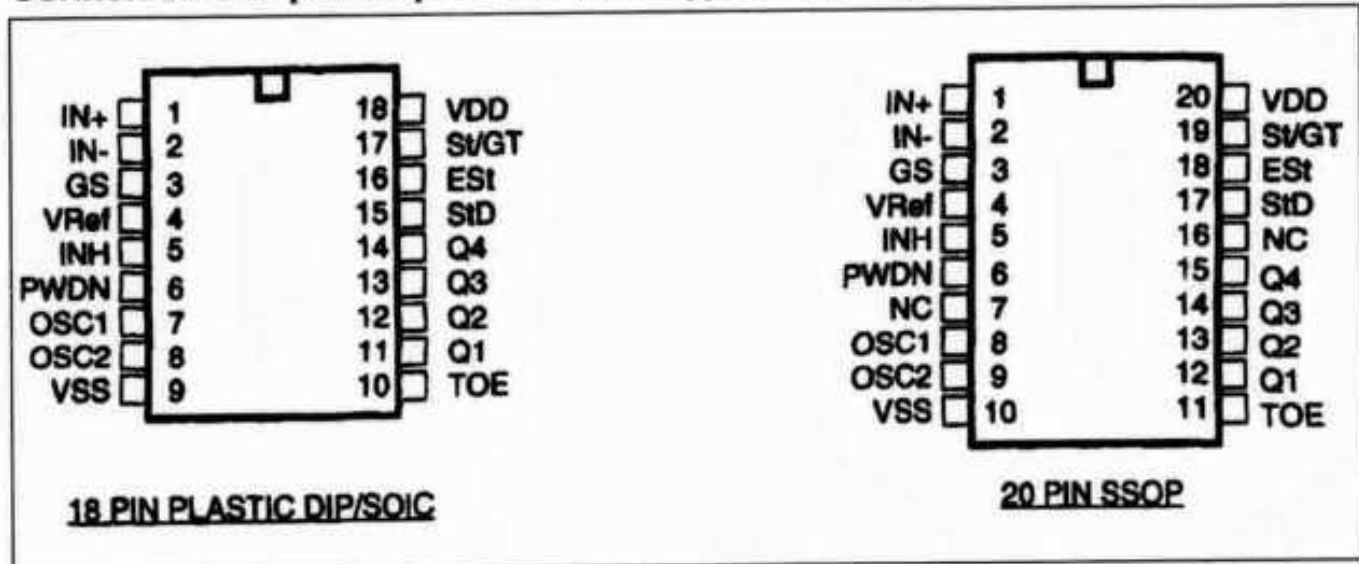 IN+ 1 18 VDD
IN- 2 17 St/GT
GS 3 16 ESt
VRef 4 15 StD
INH 5 14 Q4
PWDN 6 13 Q3
OSC1 7 12 Q2
OSC2 8 11 Q1
VSS 9 10 TOE
18 PIN PLASTIC DIP/SOIC
IN+ 1 20 VDD
IN- 2 19 St/GT
GS 3 18 ESt
VRef 4 17 StD
INH 5 16 NC
PWDN 6 15 Q4
NC 7 14 Q3
OSC1 8 13 Q2
OSC2 9 12 Q1
VSS 10 11 TOE
20 PIN SSOP